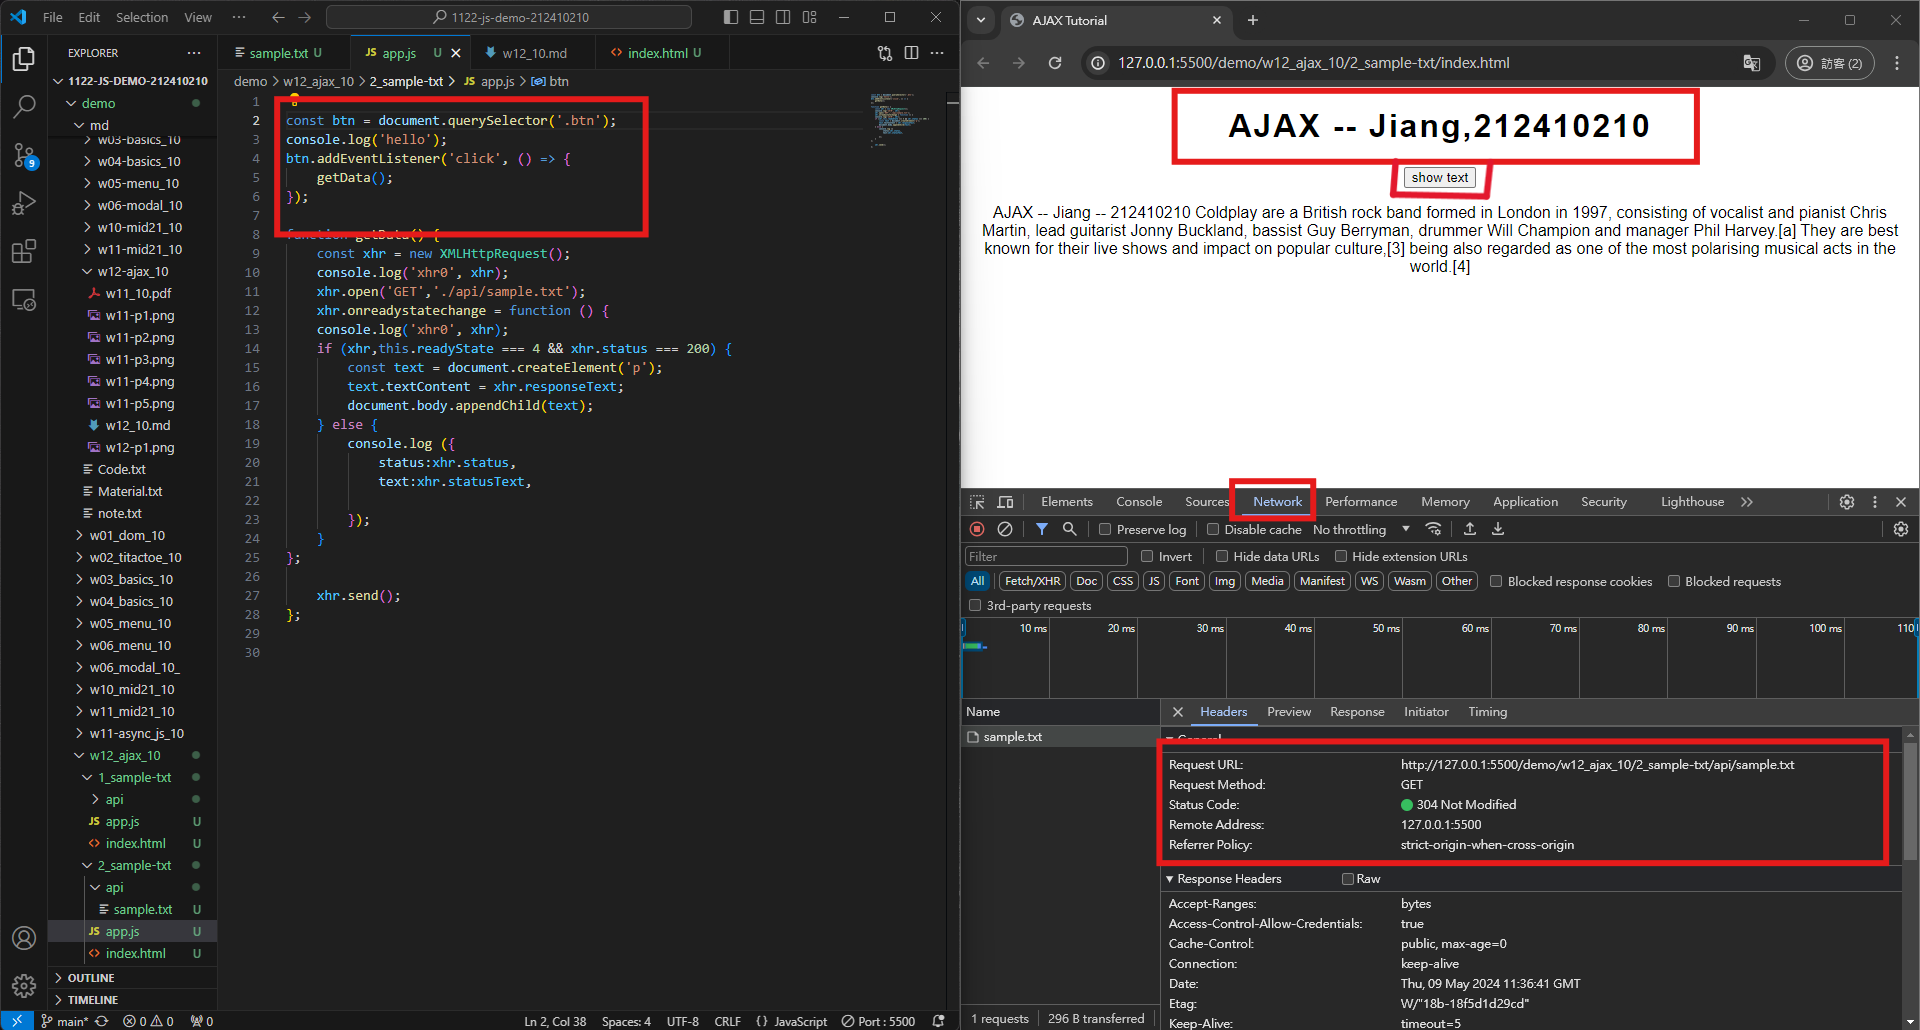 File Edit Selection View ··· 1122-js-demo-212410210
EXPLORER ···
1122-JS-DEMO-212410210
demo
md
w03-basics_10
w04-basics_10
w05-menu_10
w06-modal_10
w10-mid21_10
w11-mid21_10
w12-ajax_10
w11_10.pdf
w11-p1.png
w11-p2.png
w11-p3.png
w11-p4.png
w11-p5.png
w12_10.md
w12-p1.png
Code.txt
Material.txt
note.txt
w01_dom_10
w02_titactoe_10
w03_basics_10
w04_basics_10
w05_menu_10
w06_menu_10
w06_modal_10_
w10_mid21_10
w11_mid21_10
w11-async_js_10
w12_ajax_10
1_sample-txt
api
JS app.js U
<> index.html U
2_sample-txt
api
sample.txt U
JS app.js U
<> index.html U
OUTLINE
TIMELINE
9
sample.txt U JS app.js U w12_10.md <> index.html U
demo > w12_ajax_10 > 2_sample-txt > JS app.js > btn
1
2 const btn = document.querySelector('.btn');
3 console.log('hello');
4 btn.addEventListener('click', () => {
5 getData();
6 });
7
8 function getData() {
9 const xhr = new XMLHttpRequest();
10 console.log('xhr0', xhr);
11 xhr.open('GET','./api/sample.txt');
12 xhr.onreadystatechange = function () {
13 console.log('xhr0', xhr);
14 if (xhr,this.readyState === 4 && xhr.status === 200) {
15 const text = document.createElement('p');
16 text.textContent = xhr.responseText;
17 document.body.appendChild(text);
18 } else {
19 console.log ({
20 status:xhr.status,
21 text:xhr.statusText,
22
23 });
24 }
25 };
26
27 xhr.send();
28 };
29
30
main* 0 0 0 Ln 2, Col 38 Spaces: 4 UTF-8 CRLF {} JavaScript Port : 5500
AJAX Tutorial
127.0.0.1:5500/demo/w12_ajax_10/2_sample-txt/index.html 訪客 (2)
AJAX -- Jiang,212410210
show text
AJAX -- Jiang -- 212410210 Coldplay are a British rock band formed in London in 1997, consisting of vocalist and pianist Chris
Martin, lead guitarist Jonny Buckland, bassist Guy Berryman, drummer Will Champion and manager Phil Harvey.[a] They are best
known for their live shows and impact on popular culture,[3] being also regarded as one of the most polarising musical acts in the
world.[4]
Elements Console Sources Network Performance Memory Application Security Lighthouse
Preserve log Disable cache No throttling
Filter Invert Hide data URLs Hide extension URLs
All Fetch/XHR Doc CSS JS Font Img Media Manifest WS Wasm Other Blocked response cookies Blocked requests
3rd-party requests
10 ms 20 ms 30 ms 40 ms 50 ms 60 ms 70 ms 80 ms 90 ms 100 ms 110
Name Headers Preview Response Initiator Timing
sample.txt
General
Request URL: http://127.0.0.1:5500/demo/w12_ajax_10/2_sample-txt/api/sample.txt
Request Method: GET
Status Code: 304 Not Modified
Remote Address: 127.0.0.1:5500
Referrer Policy: strict-origin-when-cross-origin
Response Headers Raw
Accept-Ranges: bytes
Access-Control-Allow-Credentials: true
Cache-Control: public, max-age=0
Connection: keep-alive
Date: Thu, 09 May 2024 11:36:41 GMT
Etag: W/"18b-18f5d1d29cd"
Keep-Alive: timeout=5
1 requests 296 B transferred